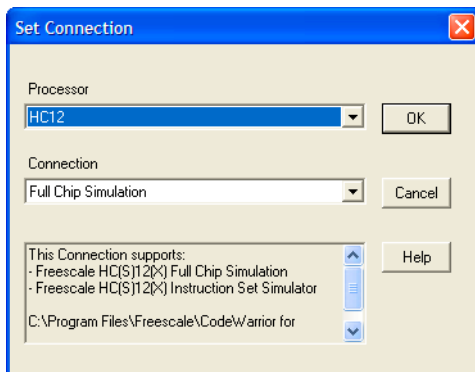 Set Connection
Processor
HC12
OK
Connection
Full Chip Simulation
Cancel
This Connection supports:
- Freescale HC(S)12(X) Full Chip Simulation
- Freescale HC(S)12(X) Instruction Set Simulator
C:\Program Files\Freescale\CodeWarrior for
Help